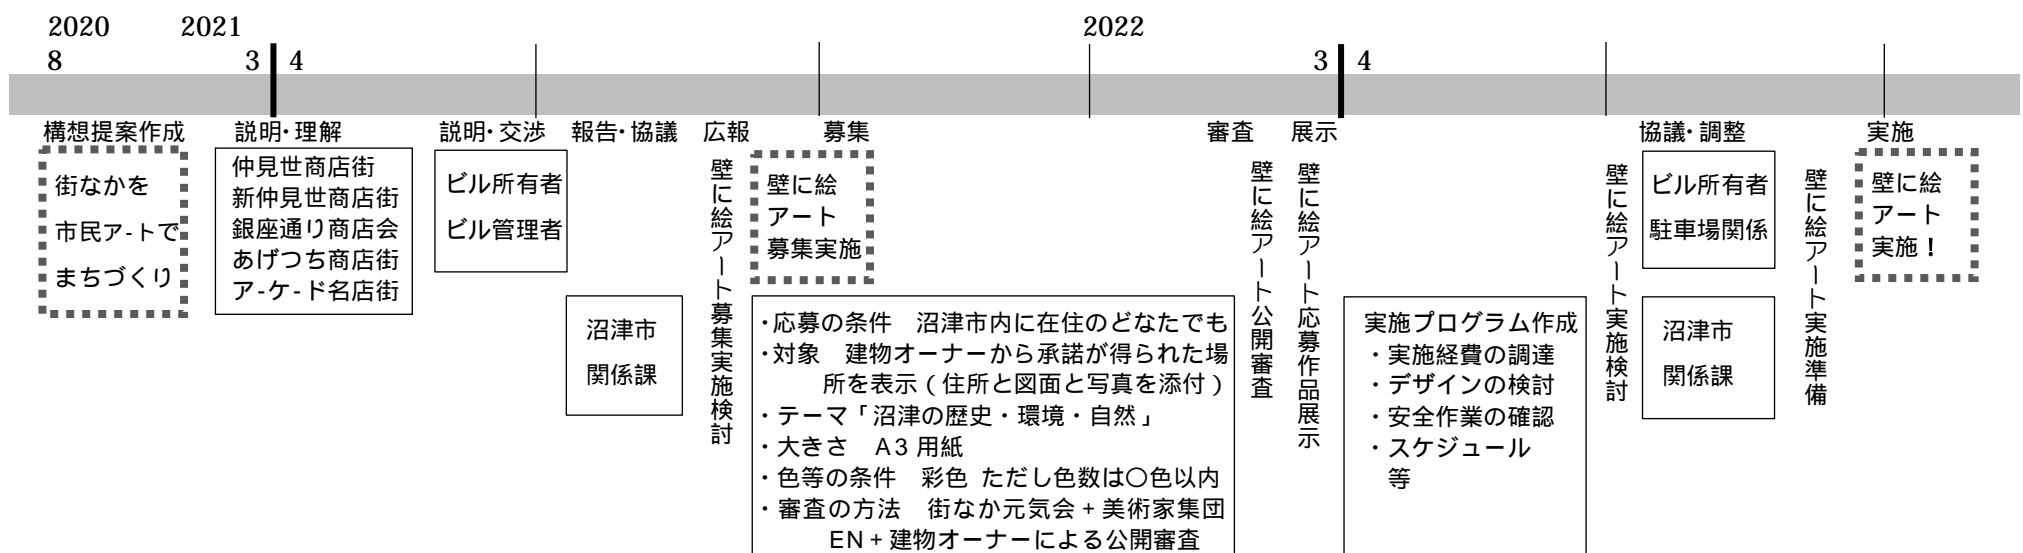 2020
2021
2022
8
3
4
3
4
構想提案作成
説明・理解
説明・交渉
報告・協議
広報
募集
審査
展示
協議・調整
実施
街なかを
市民ア-トで
まちづくり
仲見世商店街
新仲見世商店街
銀座通り商店会
あげつち商店街
ア-ケ-ド名店街
ビル所有者
ビル管理者
沼津市
関係課
壁に絵アート募集実施検討
壁に絵
アート
募集実施
・応募の条件　沼津市内に在住のどなたでも
・対象　建物オーナーから承諾が得られた場
所を表示（住所と図面と写真を添付）
・テーマ「沼津の歴史・環境・自然」
・大きさ　A3 用紙
・色等の条件　彩色 ただし色数は〇色以内
・審査の方法　街なか元気会＋美術家集団
EN＋建物オーナーによる公開審査
壁に絵アート公開審査
壁に絵アート応募作品展示
実施プログラム作成
・実施経費の調達
・デザインの検討
・安全作業の確認
・スケジュール
等
壁に絵アート実施検討
ビル所有者
駐車場関係
沼津市
関係課
壁に絵アート実施準備
壁に絵
アート
実施！